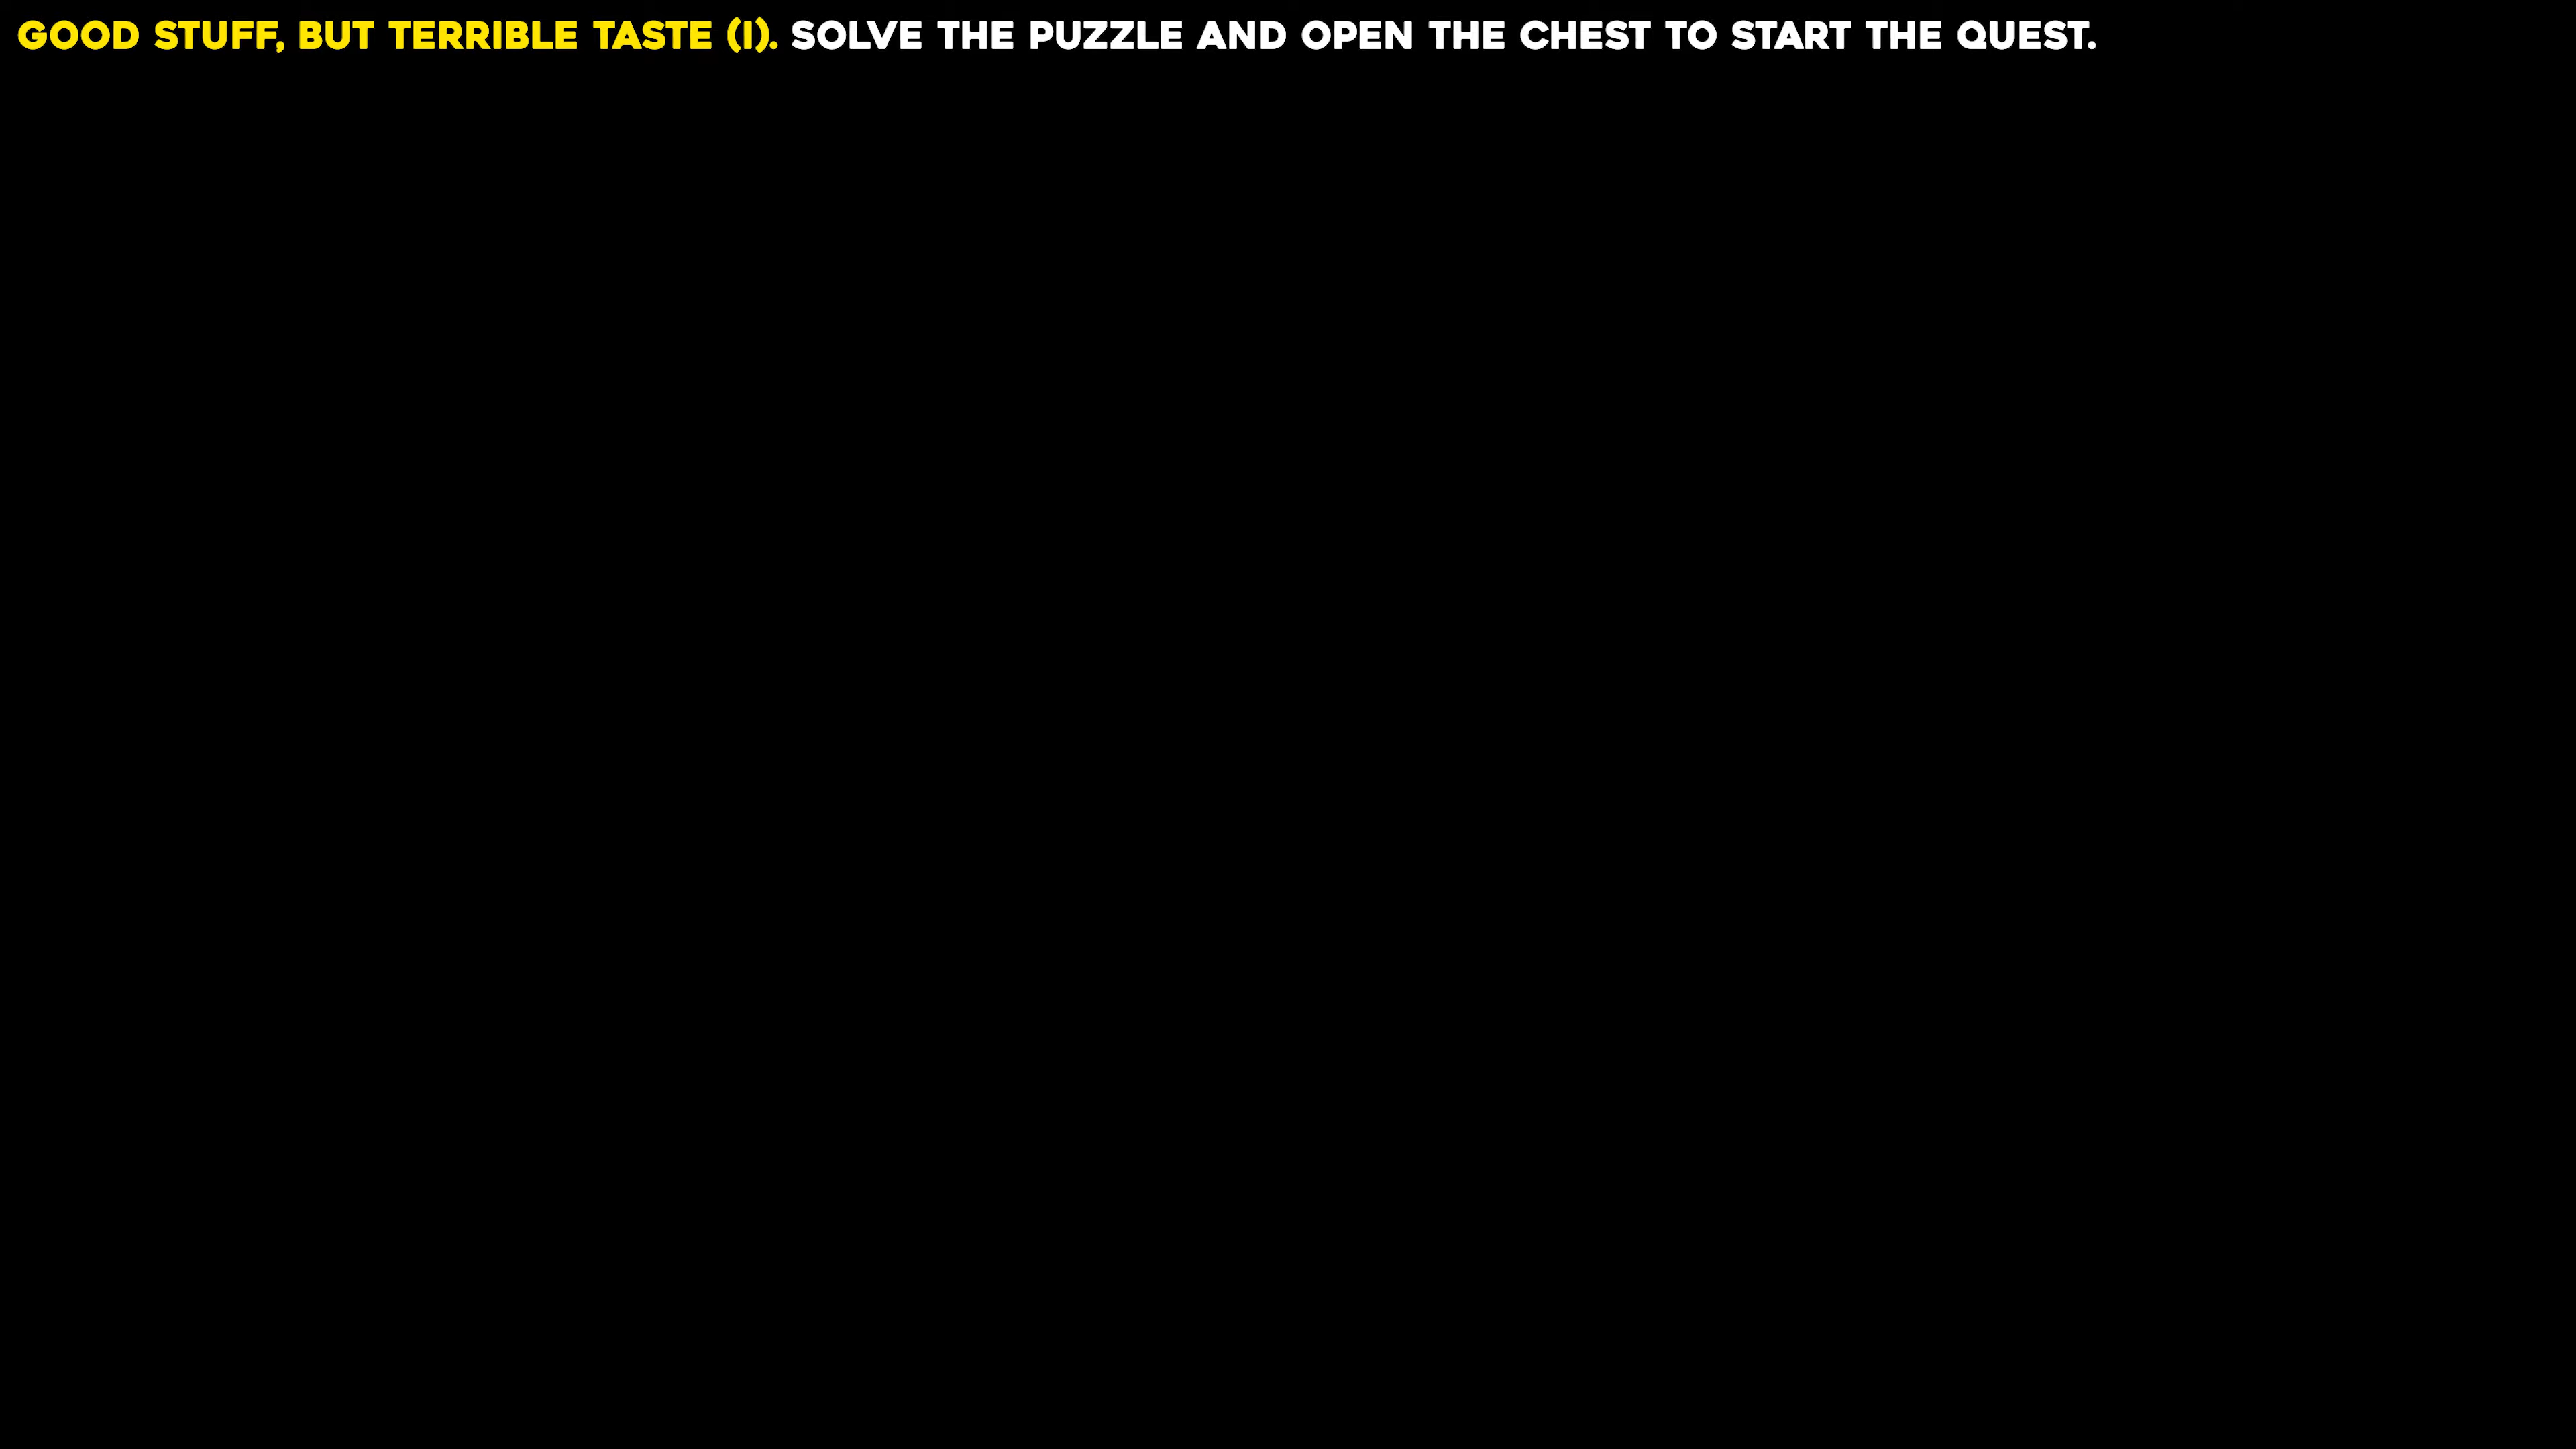 GOOD STUFF, BUT TERRIBLE TASTE (I). SOLVE THE PUZZLE AND OPEN THE CHEST TO START THE QUEST.